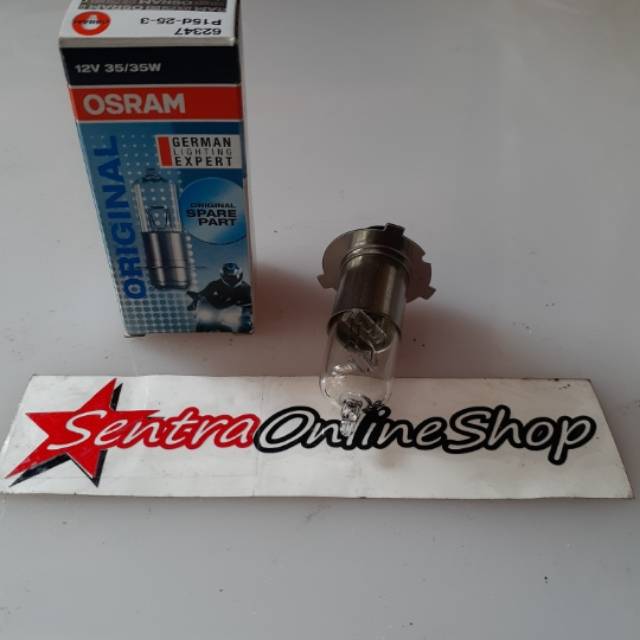 62347
P15d-25-3
12V 35/35W
OSRAM
GERMAN
LIGHTING
EXPERT
ORIGINAL
ORIGINAL
SPARE
PART
SentraOnlineShop